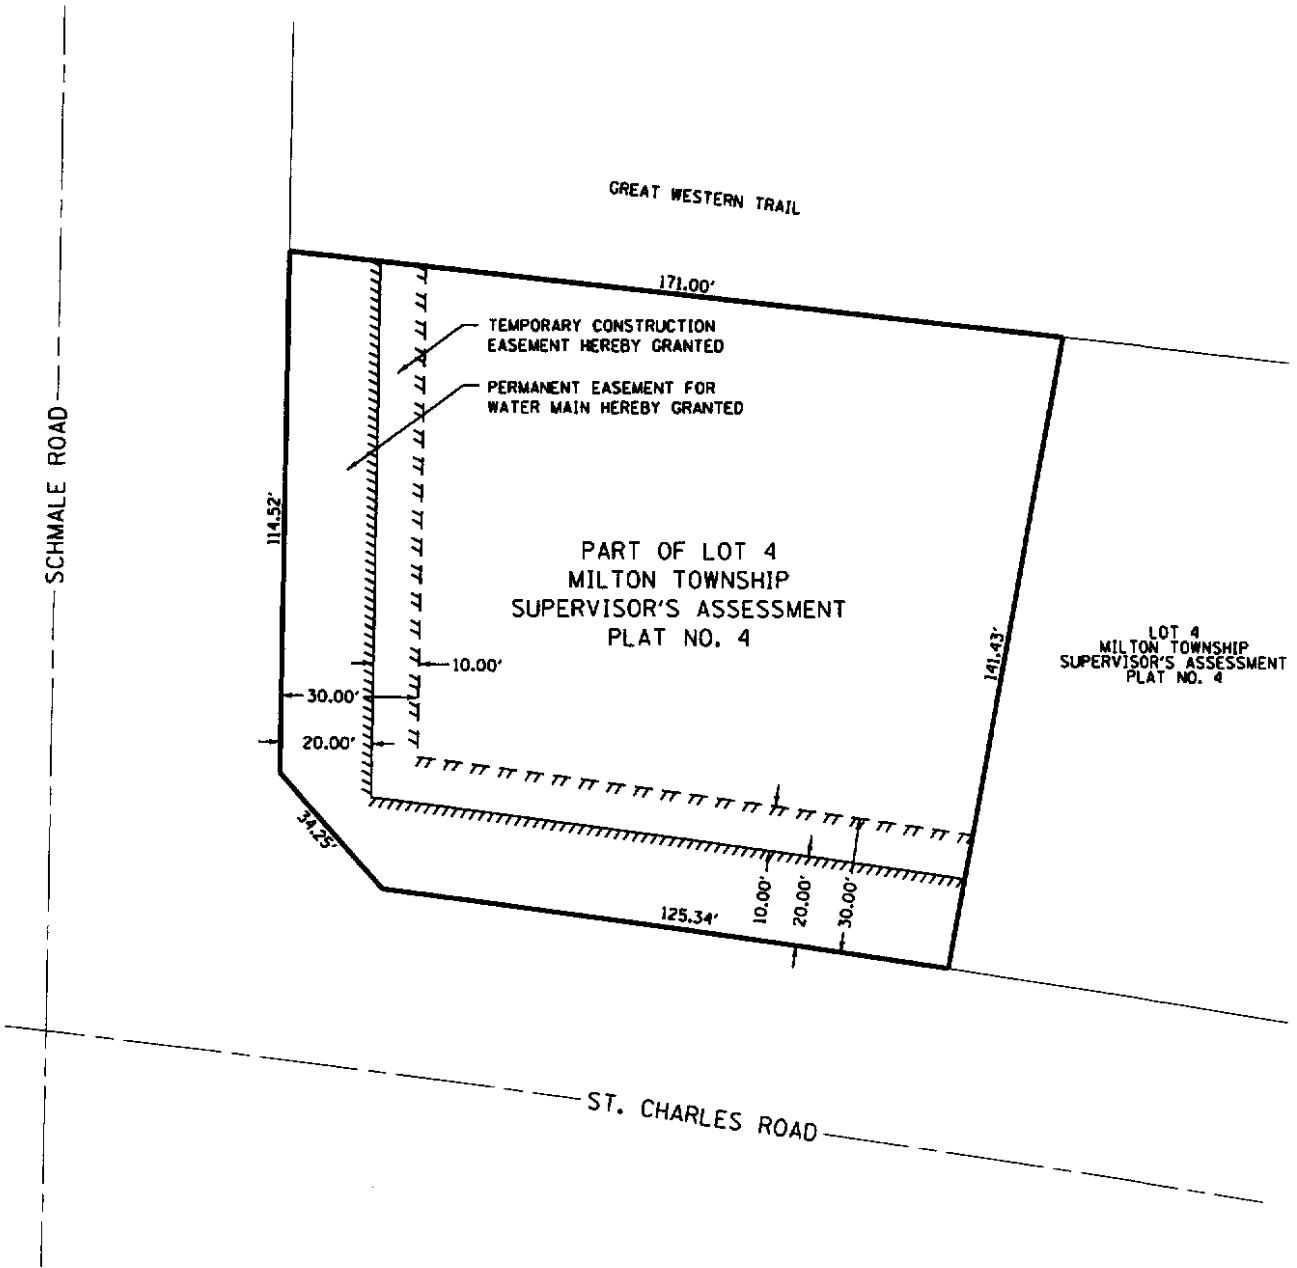 GREAT WESTERN TRAIL
171.00'
TEMPORARY CONSTRUCTION
EASEMENT HEREBY GRANTED
PERMANENT EASEMENT FOR
WATER MAIN HEREBY GRANTED
SCHMALE ROAD
114.52'
PART OF LOT 4
MILTON TOWNSHIP
SUPERVISOR'S ASSESSMENT
PLAT NO. 4
141.43'
LOT 4
MILTON TOWNSHIP
SUPERVISOR'S ASSESSMENT
PLAT NO. 4
10.00'
30.00'
20.00'
34.25'
125.34'
10.00'
20.00'
30.00'
ST. CHARLES ROAD